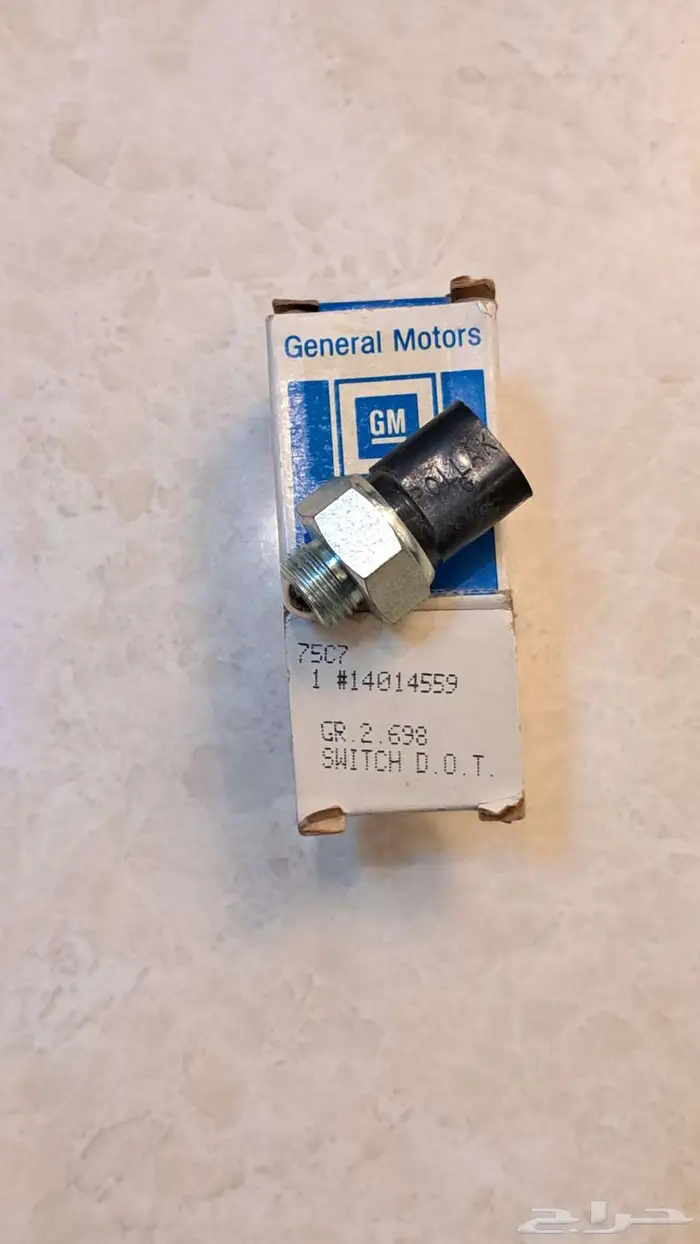 General Motors
GM
75C7
1 #14014559
GR.2.698
SWITCH D.O.T.
حراج